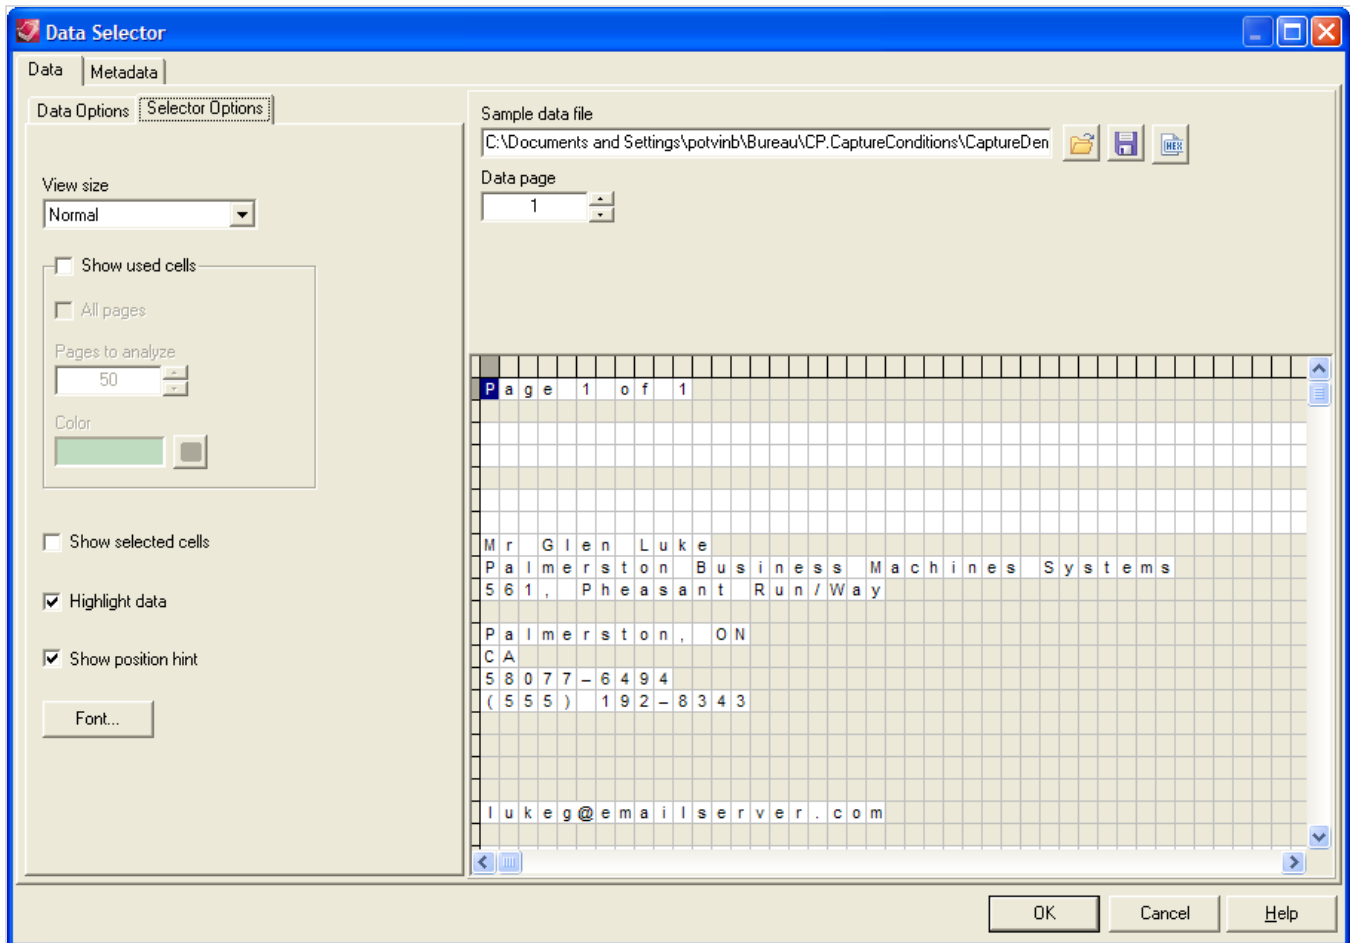 Data Selector
Data Metadata
Data Options Selector Options
View size
Normal
Show used cells
All pages
Pages to analyze
50
Color
Show selected cells
Highlight data
Show position hint
Font...
Sample data file
C:\Documents and Settings\potvinb\Bureau\CP.CaptureConditions\CaptureDen
HEX
Data page
1
Page 1 of 1
Mr Glen Luke
Palmerston Business Machines Systems
561, Pheasant Run/Way
Palmerston, ON
CA
58077-6494
(555) 192-8343
lukeg@emailserver.com
OK Cancel Help